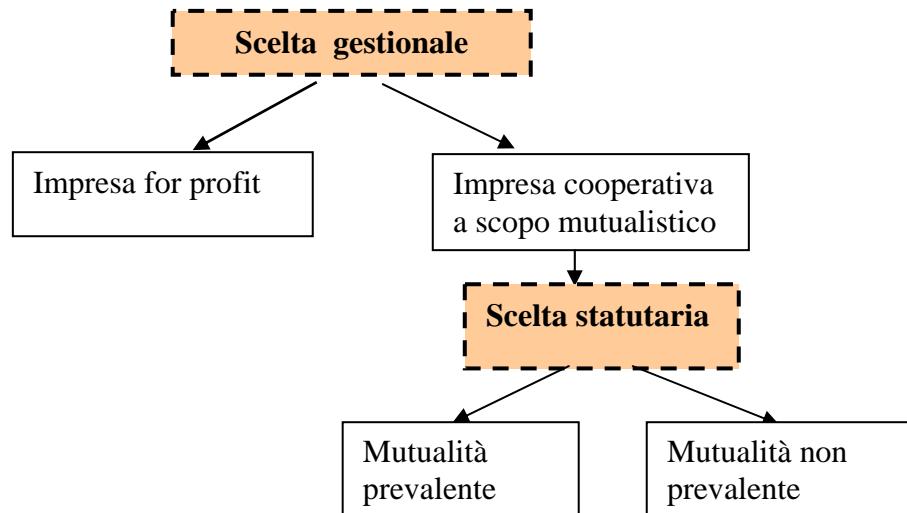 Scelta gestionale
Impresa for profit
Impresa cooperativa
a scopo mutualistico
Scelta statutaria
Mutualità
prevalente
Mutualità non
prevalente